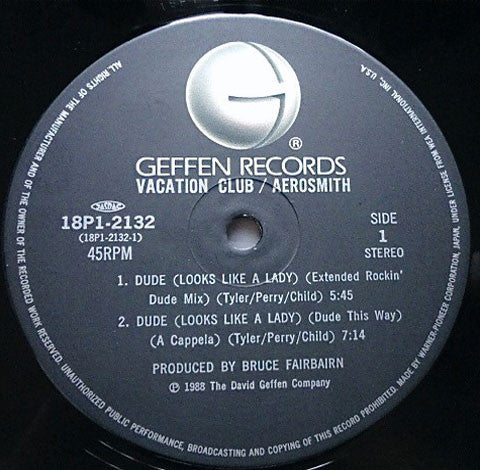 ®
GEFFEN RECORDS
VACATION CLUB / AEROSMITH
JASRAC
18P1-2132
(18P1-2132-1)
45RPM
SIDE
1
STEREO
1. DUDE (LOOKS LIKE A LADY) (Extended Rockin'
Dude Mix) (Tyler/Perry/Child) 5:45
2. DUDE (LOOKS LIKE A LADY) (Dude This Way)
(A Cappela) (Tyler/Perry/Child) 7:14
PRODUCED BY BRUCE FAIRBAIRN
℗ 1988 The David Geffen Company
ALL RIGHTS OF THE MANUFACTURER AND OF THE OWNER OF THE RECORDED WORK RESERVED. UNAUTHORIZED PUBLIC PERFORMANCE, BROADCASTING AND COPYING OF THIS RECORD PROHIBITED. MADE BY WARNER-PIONEER CORPORATION, JAPAN, UNDER LICENSE FROM WEA INTERNATIONAL INC., U.S.A.